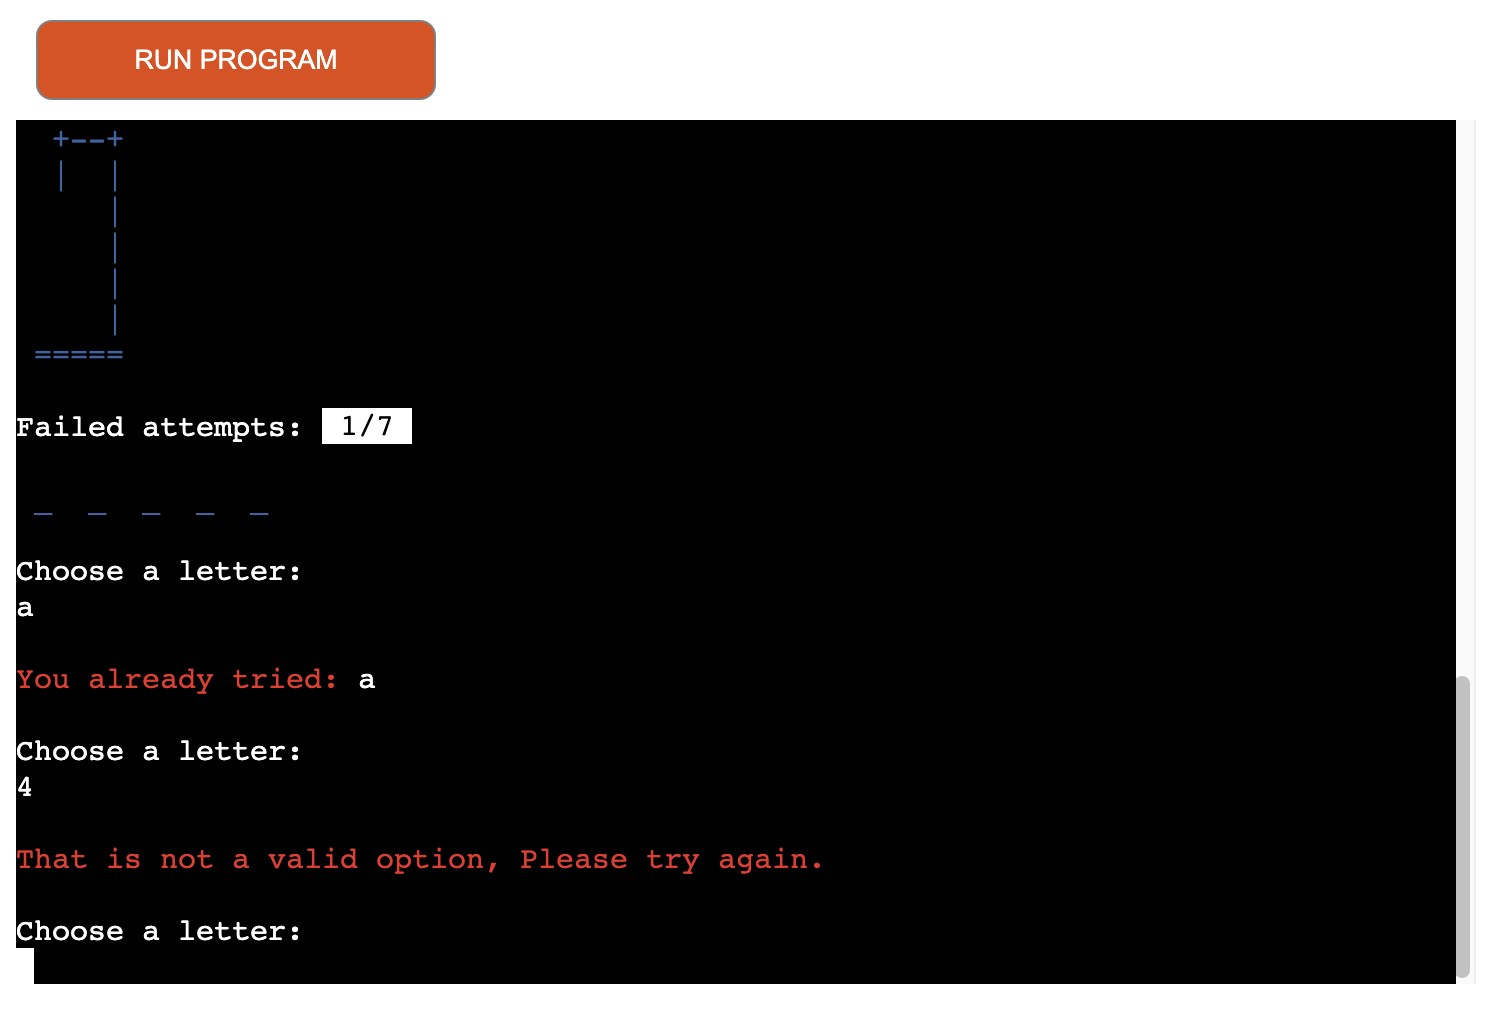 RUN PROGRAM
  +--+
  |  |
     |
     |
     |
     |
 =====
Failed attempts: 1/7
 _  _  _  _  _
Choose a letter:
a
You already tried: a
Choose a letter:
4
That is not a valid option, Please try again.
Choose a letter: